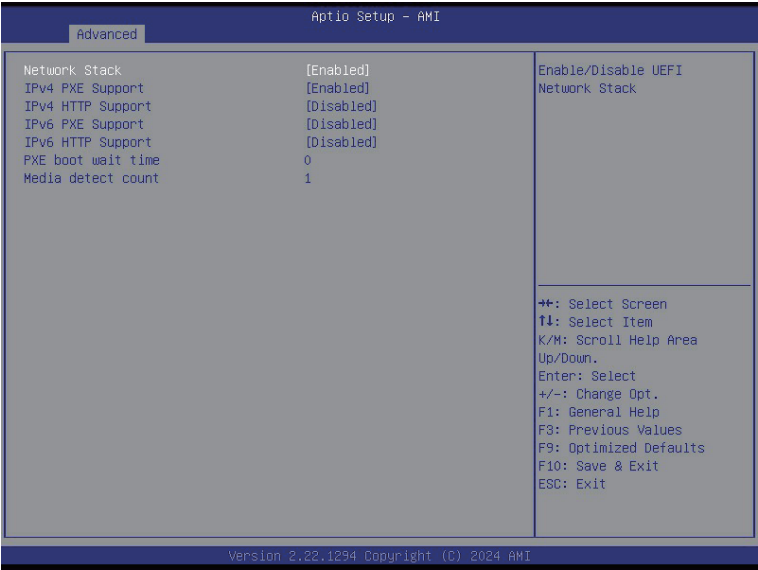 Aptio Setup – AMI
Advanced
Network Stack [Enabled]
IPv4 PXE Support [Enabled]
IPv4 HTTP Support [Disabled]
IPv6 PXE Support [Disabled]
IPv6 HTTP Support [Disabled]
PXE boot wait time 0
Media detect count 1
Enable/Disable UEFI
Network Stack
→←: Select Screen
↑↓: Select Item
K/M: Scroll Help Area
Up/Down.
Enter: Select
+/-: Change Opt.
F1: General Help
F3: Previous Values
F9: Optimized Defaults
F10: Save & Exit
ESC: Exit
Version 2.22.1294 Copyright (C) 2024 AMI